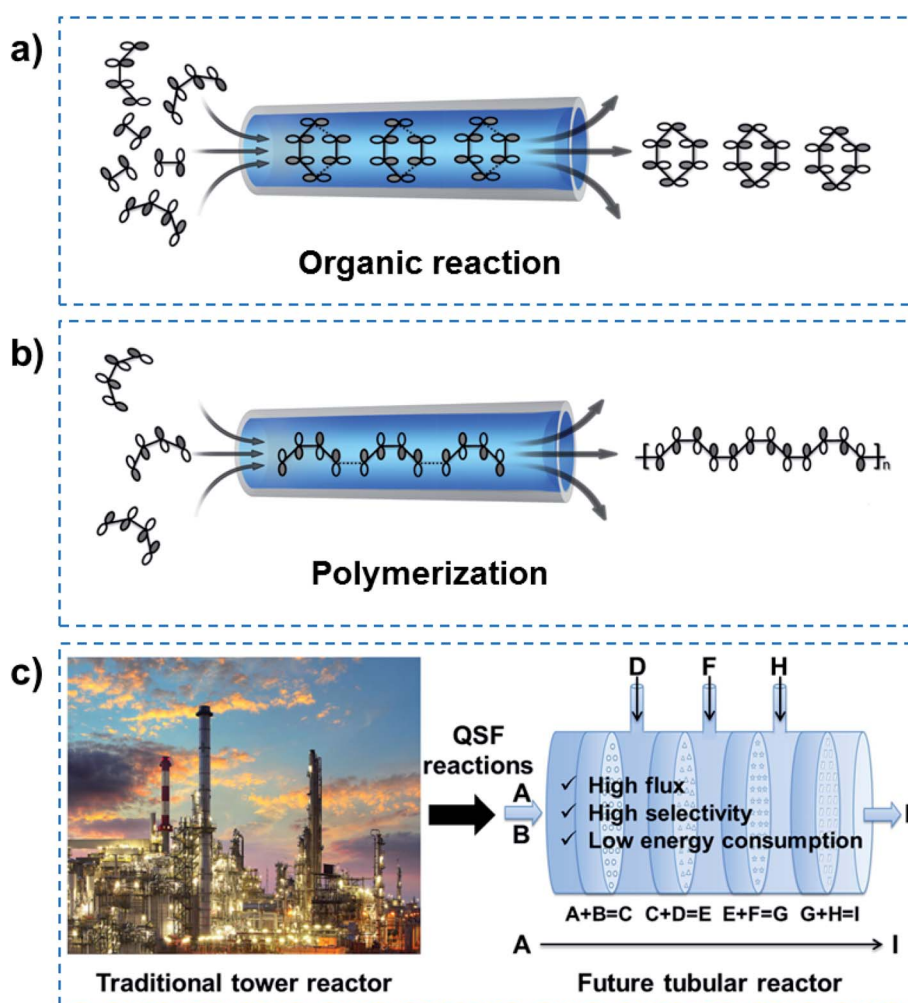 a)
Organic reaction
b)
n
Polymerization
c)
D F H
QSF
reactions
A
B
✓ High flux
✓ High selectivity
✓ Low energy consumption
I
A+B=C C+D=E E+F=G G+H=I
A I
Traditional tower reactor
Future tubular reactor